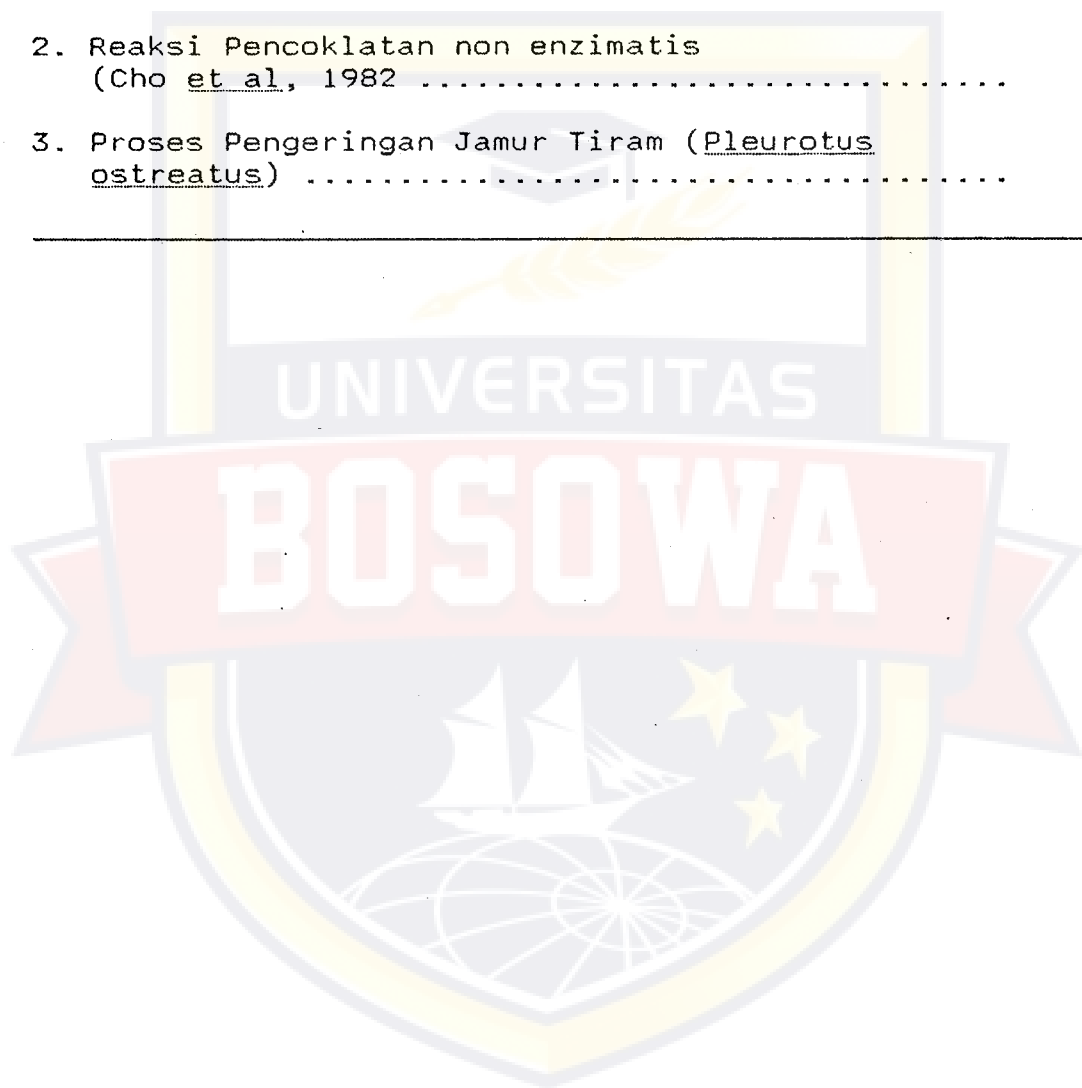 2. Reaksi Pencoklatan non enzimatis
(Cho et al, 1982 .....................................
3. Proses Pengeringan Jamur Tiram (Pleurotus
ostreatus) ............................................
UNIVERSITAS
BOSOWA